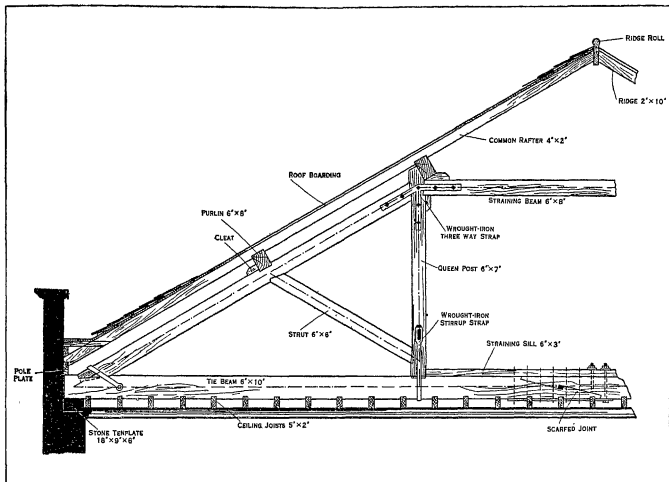 RIDGE ROLL
RIDGE 2"×10"
COMMON RAFTER 4"×2"
ROOF BOARDING
STRAINING BEAM 6"×8"
PURLIN 6"×8"
CLEAT
WROUGHT-IRON
THREE WAY STRAP
QUEEN POST 6"×7"
STRUT 6"×6"
WROUGHT-IRON
STIRRUP STRAP
STRAINING SILL 6"×3"
POLE
PLATE
TIE BEAM 6"×10"
STONE TEMPLATE
18"×9"×6"
CEILING JOISTS 5"×2"
SCARFED JOINT